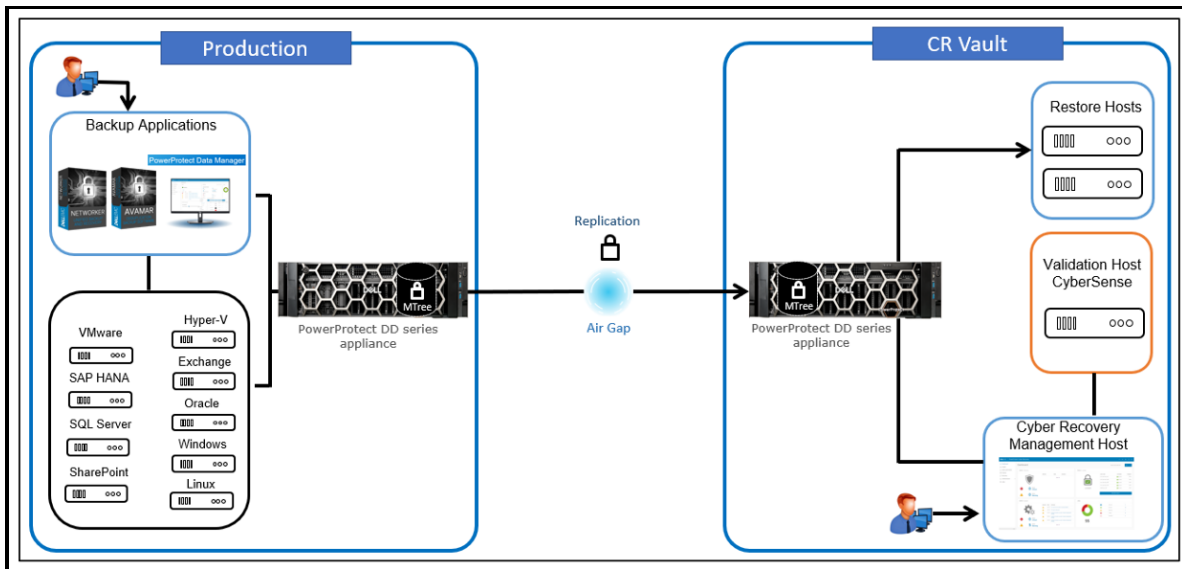 Production
Backup Applications
PowerProtect Data Manager
NETWORKER
AVAMAR
VMware
SAP HANA
SQL Server
SharePoint
Hyper-V
Exchange
Oracle
Windows
Linux
DELL
MTree
PowerProtect DD series
appliance
Replication
Air Gap
CR Vault
MTree
DELL
PowerProtect DD series
appliance
Restore Hosts
Validation Host
CyberSense
Cyber Recovery
Management Host